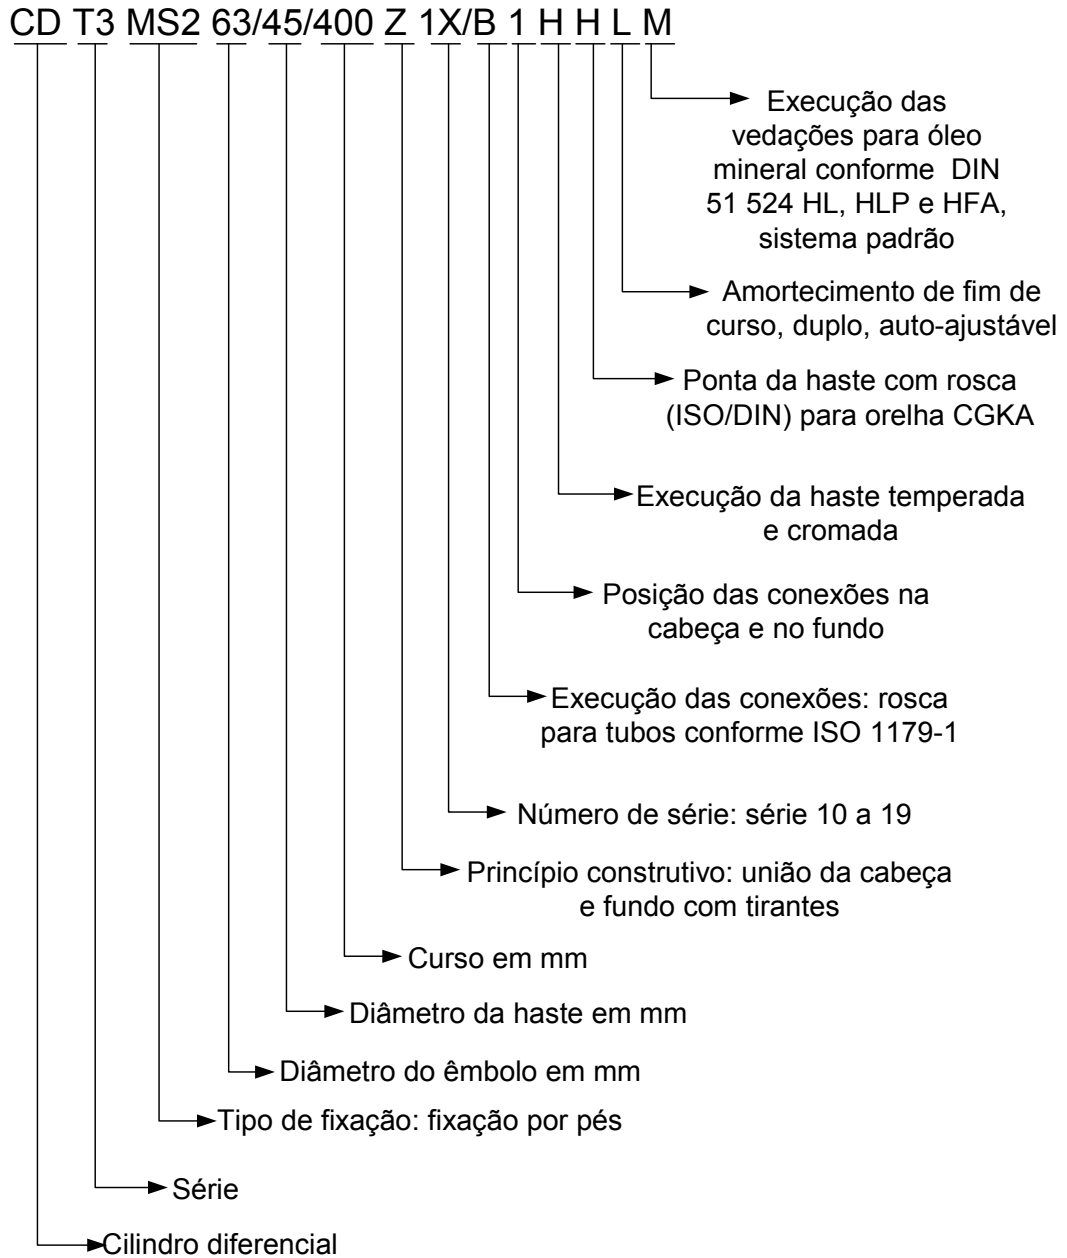 CD T3 MS2 63/45/400 Z 1X/B 1 H H L M
Execução das
vedações para óleo
mineral conforme DIN
51 524 HL, HLP e HFA,
sistema padrão
Amortecimento de fim de
curso, duplo, auto-ajustável
Ponta da haste com rosca
(ISO/DIN) para orelha CGKA
Execução da haste temperada
e cromada
Posição das conexões na
cabeça e no fundo
Execução das conexões: rosca
para tubos conforme ISO 1179-1
Número de série: série 10 a 19
Princípio construtivo: união da cabeça
e fundo com tirantes
Curso em mm
Diâmetro da haste em mm
Diâmetro do êmbolo em mm
Tipo de fixação: fixação por pés
Série
Cilindro diferencial